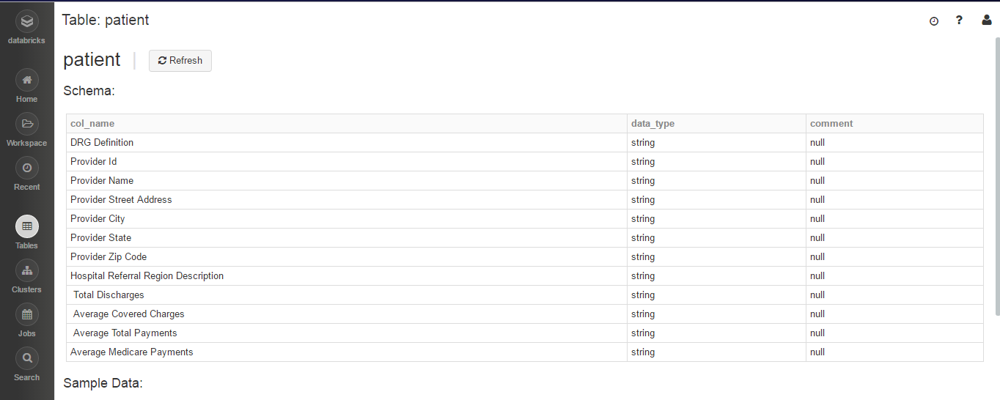 databricks
Home
Workspace
Recent
Tables
Clusters
Jobs
Search
Table: patient
?
patient
Refresh
Schema:
col_name data_type comment
DRG Definition string null
Provider Id string null
Provider Name string null
Provider Street Address string null
Provider City string null
Provider State string null
Provider Zip Code string null
Hospital Referral Region Description string null
Total Discharges string null
Average Covered Charges string null
Average Total Payments string null
Average Medicare Payments string null
Sample Data: